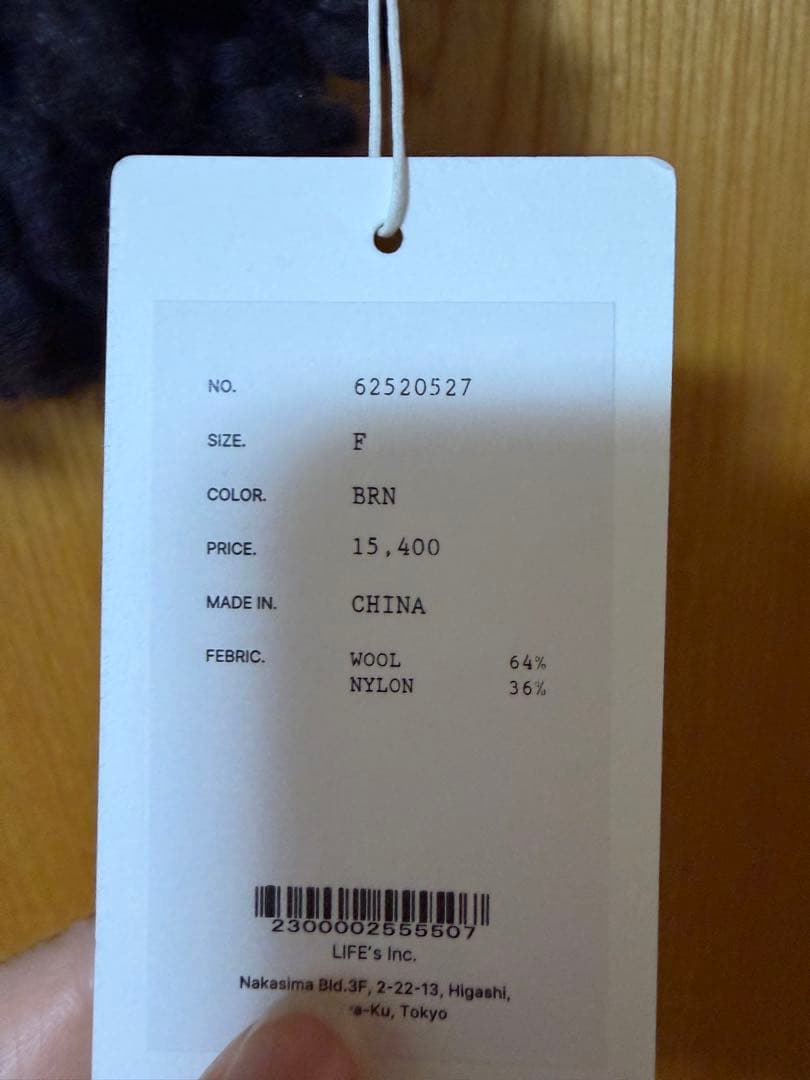 NO. 62520527
SIZE. F
COLOR. BRN
PRICE. 15,400
MADE IN. CHINA
FEBRIC. WOOL 64%
NYLON 36%
2300002555507
LIFE's Inc.
Nakasima Bld.3F, 2-22-13, Higashi,
Tokyo